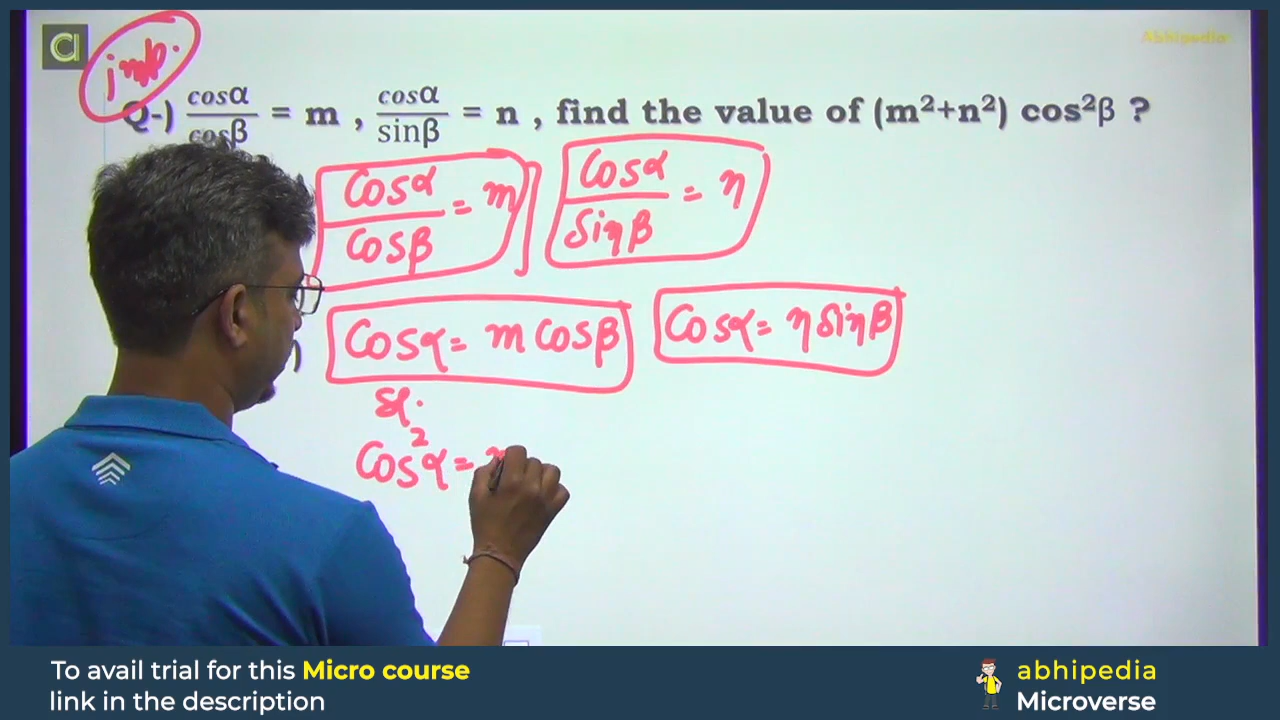 Abhipedia
imp.
Q-) cosα/cosβ = m , cosα/sinβ = n , find the value of (m²+n²) cos²β ?
Cosα/Cosβ = m Cosα/Sinβ = n
Cosα = m Cosβ Cosα = n Sinβ
Cos²α =
To avail trial for this Micro course
link in the description
abhipedia
Microverse